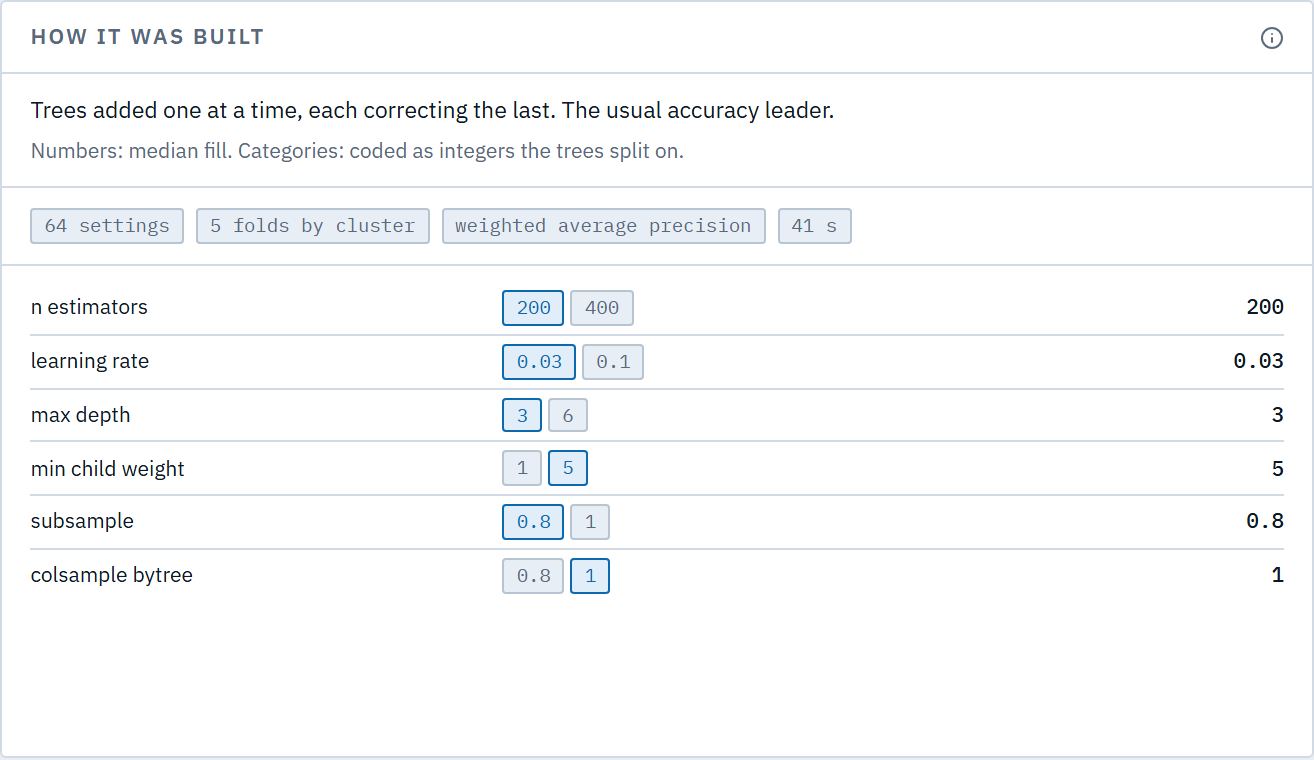 HOW IT WAS BUILT
Trees added one at a time, each correcting the last. The usual accuracy leader.
Numbers: median fill. Categories: coded as integers the trees split on.
64 settings 5 folds by cluster weighted average precision 41 s
n estimators 200 400 200
learning rate 0.03 0.1 0.03
max depth 3 6 3
min child weight 1 5 5
subsample 0.8 1 0.8
colsample bytree 0.8 1 1